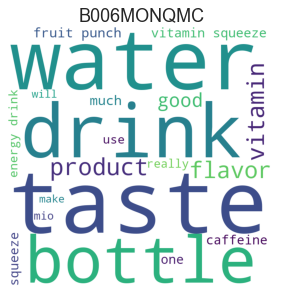 B006MONQMC
fruit punch
vitamin squeeze
water
energy drink
will
much
good
vitamin
drink
use
product
really
flavor
taste
make
mio
squeeze
caffeine
bottle
one